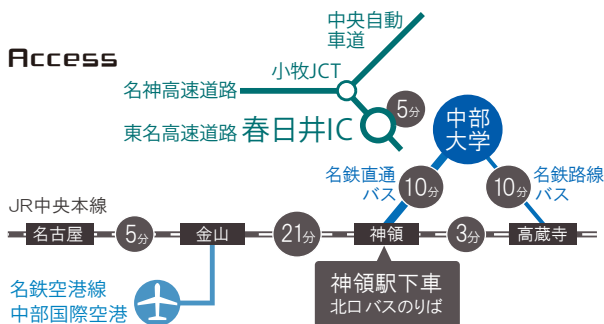 Access
中央自動
車道
小牧JCT
名神高速道路
東名高速道路 春日井IC
5分
中部
大学
名鉄直通
バス
10分
10分
名鉄路線
バス
JR中央本線
名古屋
5分
金山
21分
神領
3分
高蔵寺
神領駅下車
北口 バスのりば
名鉄空港線
中部国際空港